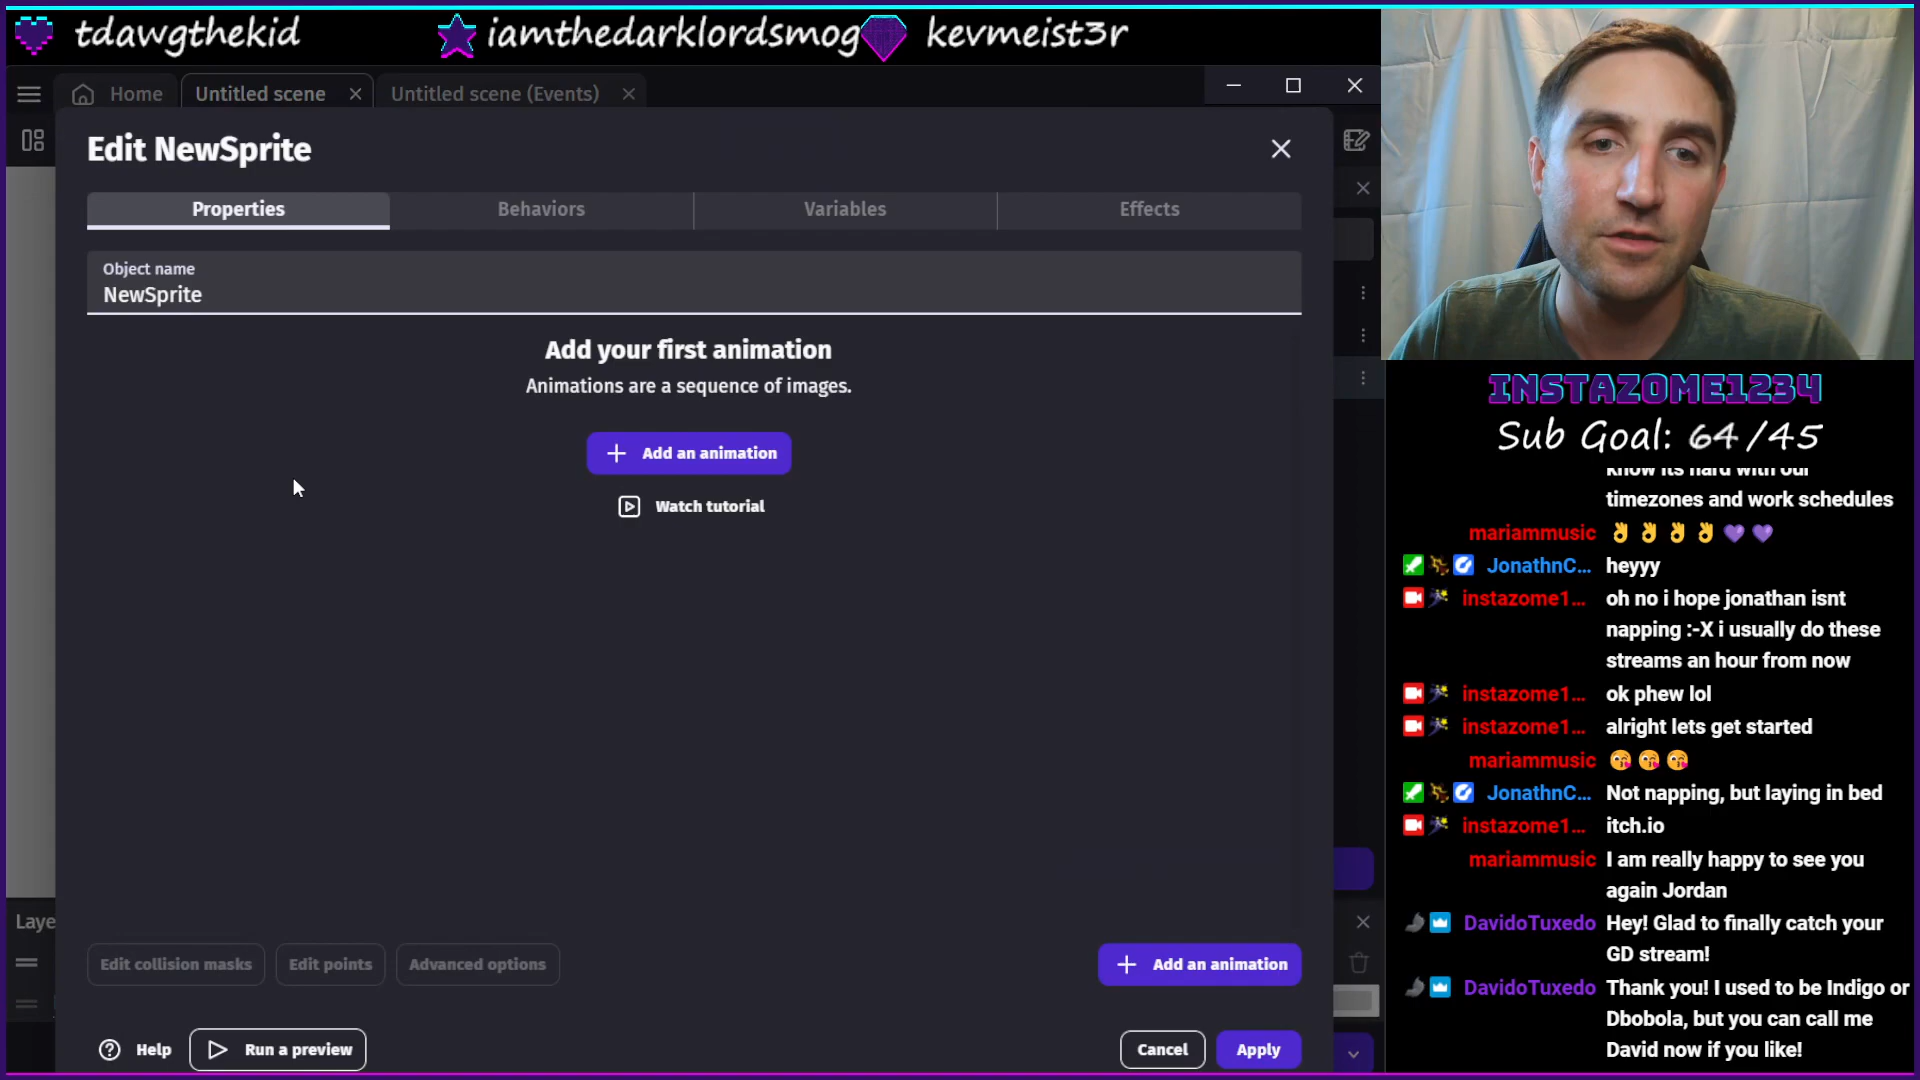 tdawgthekid iamthedarklordsmog kevmeist3r
Home Untitled scene Untitled scene (Events)
Edit NewSprite
Properties Behaviors Variables Effects
Object name
NewSprite
Add your first animation
Animations are a sequence of images.
Add an animation
Watch tutorial
Laye
Edit collision masks Edit points Advanced options Add an animation
Help Run a preview Cancel Apply
INSTAZOME1234
Sub Goal: 64/45
know its hard with our
timezones and work schedules
mariammusic 👌👌👌👌💜💜
JonathnC... heyyy
instazome1... oh no i hope jonathan isnt
napping :-X i usually do these
streams an hour from now
instazome1... ok phew lol
instazome1... alright lets get started
mariammusic 😘😘😘
JonathnC... Not napping, but laying in bed
instazome1... itch.io
mariammusic I am really happy to see you
again Jordan
DavidoTuxedo Hey! Glad to finally catch your
GD stream!
DavidoTuxedo Thank you! I used to be Indigo or
Dbobola, but you can call me
David now if you like!